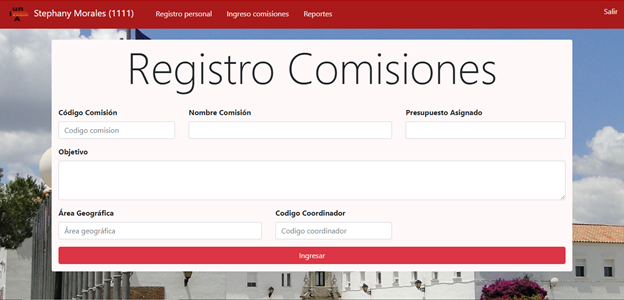 un
i A
Stephany Morales (1111) Registro personal Ingreso comisiones Reportes Salir
Registro Comisiones
Código Comisión Nombre Comisión Presupuesto Asignado
Codigo comision
Objetivo
Área Geográfica Codigo Coordinador
Área geográfica Codigo coordinador
Ingresar